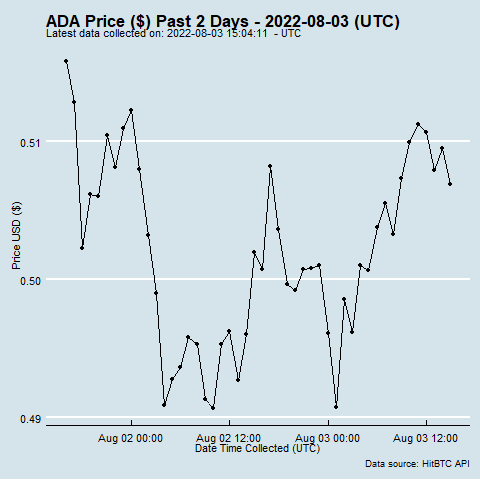 ADA Price ($) Past 2 Days - 2022-08-03 (UTC)
Latest data collected on: 2022-08-03 15:04:11 - UTC
0.51
0.50
0.49
Price USD ($)
Aug 02 00:00 Aug 02 12:00 Aug 03 00:00 Aug 03 12:00
Date Time Collected (UTC)
Data source: HitBTC API